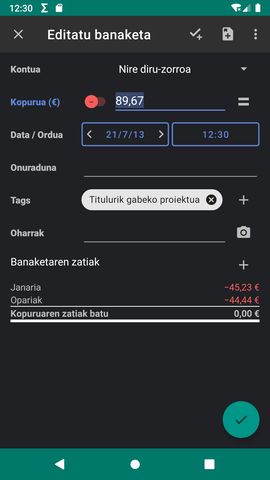 12:30
Editatu banaketa
Kontua Nire diru-zorroa
Kopurua (€) 89,67
Data / Ordua 21/7/13 12:30
Onuraduna
Tags Titulurik gabeko proiektua
Oharrak
Banaketaren zatiak
Janaria −45,23 €
Opariak −44,44 €
Kopuruaren zatiak batu 0,00 €